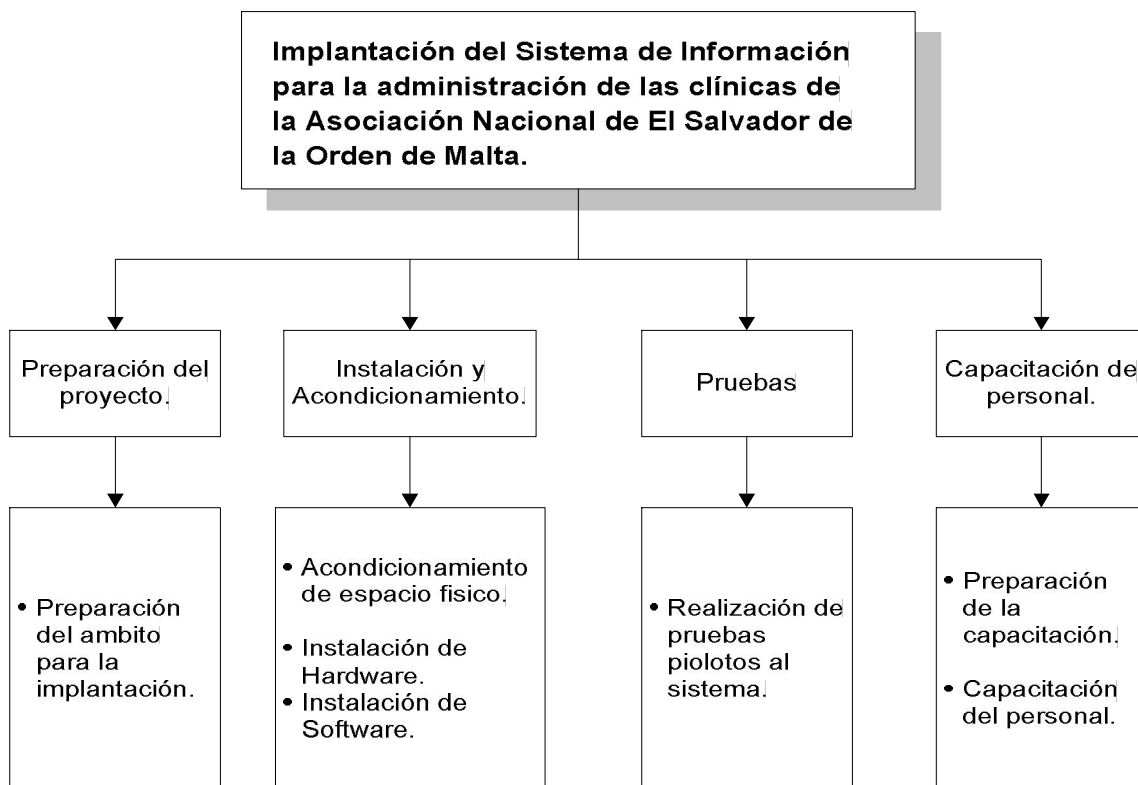 Implantación del Sistema de Información
para la administración de las clínicas de
la Asociación Nacional de El Salvador de
la Orden de Malta.
Preparación del
proyecto.
Instalación y
Acondicionamiento.
Pruebas
Capacitación de
personal.
• Preparación
del ambito
para la
implantación.
• Acondicionamiento
de espacio fisico.
• Instalación de
Hardware.
• Instalación de
Software.
• Realización de
pruebas
piolotos al
sistema.
• Preparación
de la
capacitación.
• Capacitación
del personal.